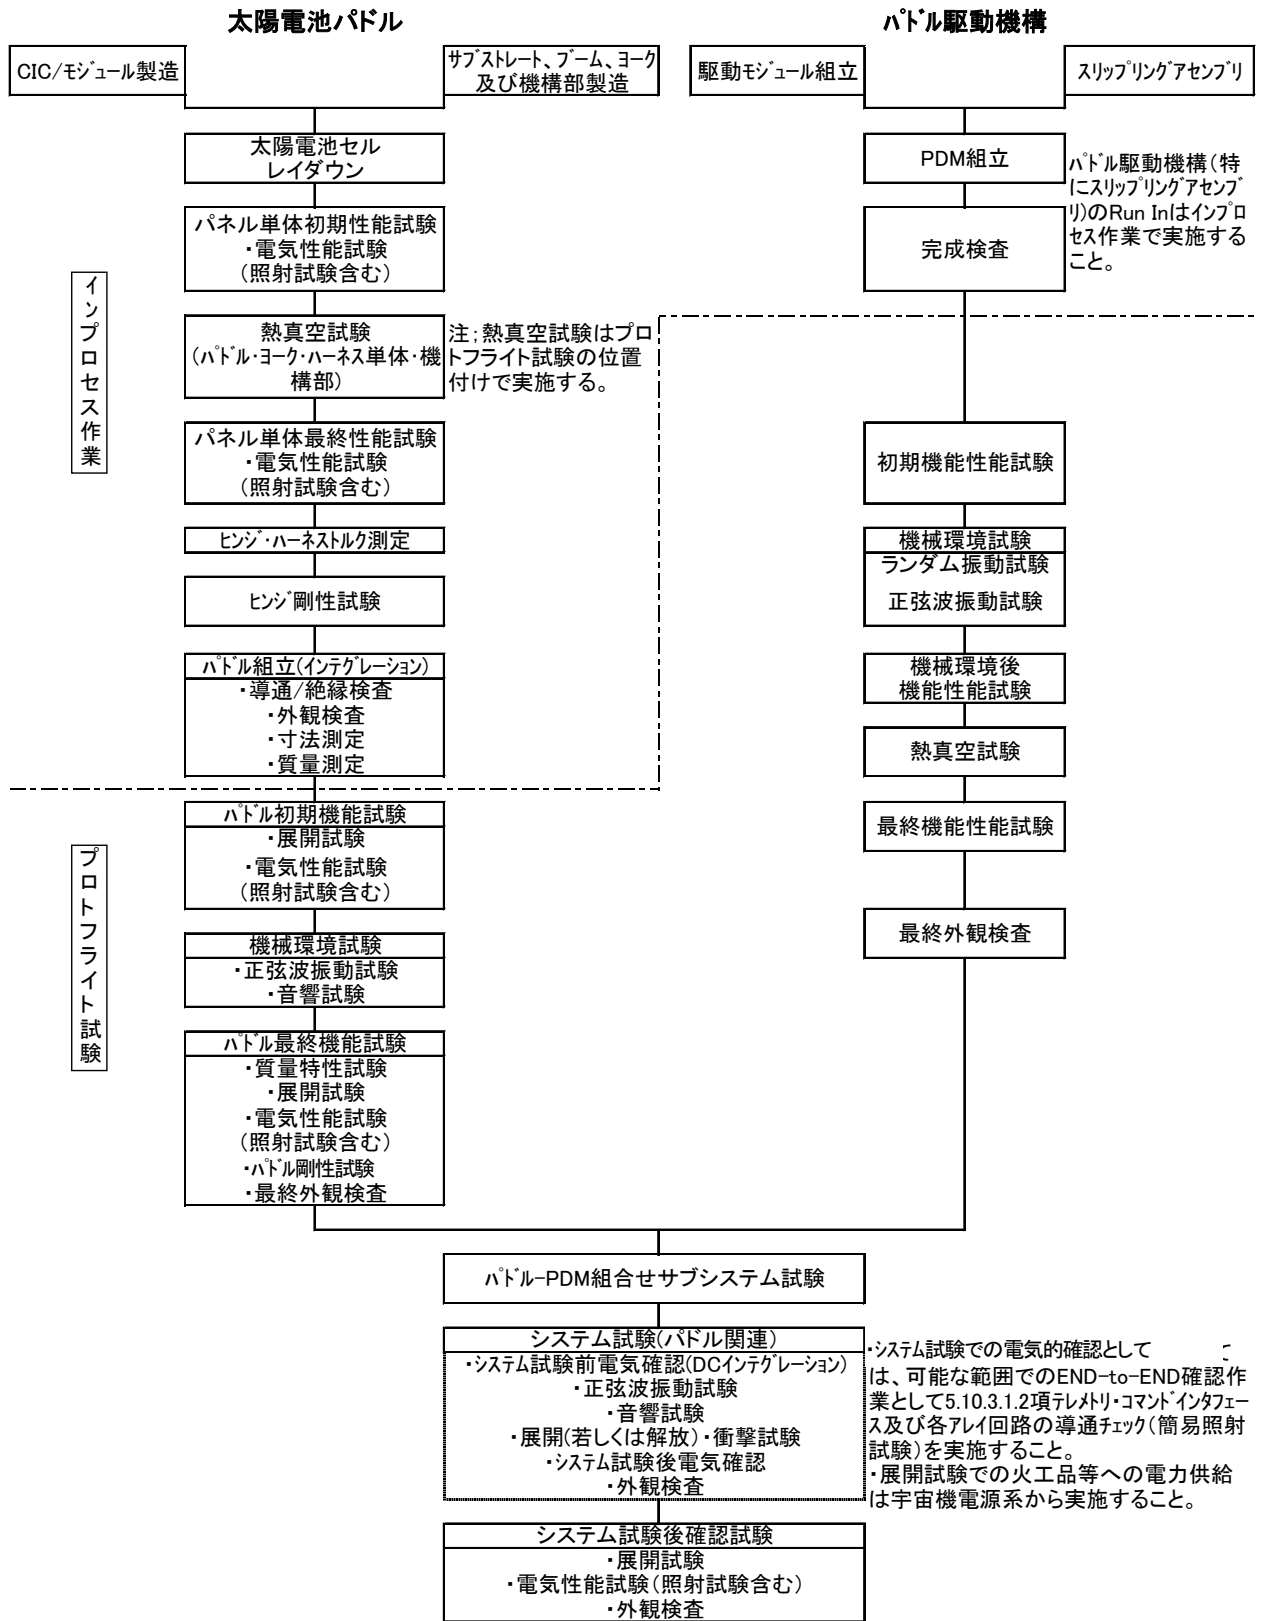 太陽電池パドル
パドル駆動機構
CIC/モジュール製造
サブストレート、ブーム、ヨーク
及び機構部製造
駆動モジュール組立
スリップリングアセンブリ
太陽電池セル
レイダウン
PDM組立
パドル駆動機構(特
にスリップリングアセンブ
リ)のRun Inはインプロ
セス作業で実施する
こと。
パネル単体初期性能試験
・電気性能試験
(照射試験含む)
完成検査
インプロセス作業
熱真空試験
(パドル・ヨーク・ハーネス単体・機
構部)
注;熱真空試験はプロ
トフライト試験の位置
付けで実施する。
パネル単体最終性能試験
・電気性能試験
(照射試験含む)
初期機能性能試験
ヒンジ・ハーネストルク測定
機械環境試験
ランダム振動試験
正弦波振動試験
ヒンジ剛性試験
パドル組立(インテグレーション)
・導通/絶縁検査
・外観検査
・寸法測定
・質量測定
機械環境後
機能性能試験
熱真空試験
パドル初期機能試験
・展開試験
・電気性能試験
(照射試験含む)
最終機能性能試験
プロトフライト試験
機械環境試験
・正弦波振動試験
・音響試験
最終外観検査
パドル最終機能試験
・質量特性試験
・展開試験
・電気性能試験
(照射試験含む)
・パドル剛性試験
・最終外観検査
パドル-PDM組合せサブシステム試験
システム試験(パドル関連)
・システム試験前電気確認(DCインテグレーション)
・正弦波振動試験
・音響試験
・展開(若しくは解放)・衝撃試験
・システム試験後電気確認
・外観検査
・システム試験での電気的確認として
は、可能な範囲でのEND-to-END確認作
業として5.10.3.1.2項テレメトリ・コマンドインタフェー
ス及び各アレイ回路の導通チェック(簡易照射
試験)を実施すること。
・展開試験での火工品等への電力供給
は宇宙機電源系から実施すること。
システム試験後確認試験
・展開試験
・電気性能試験(照射試験含む)
・外観検査